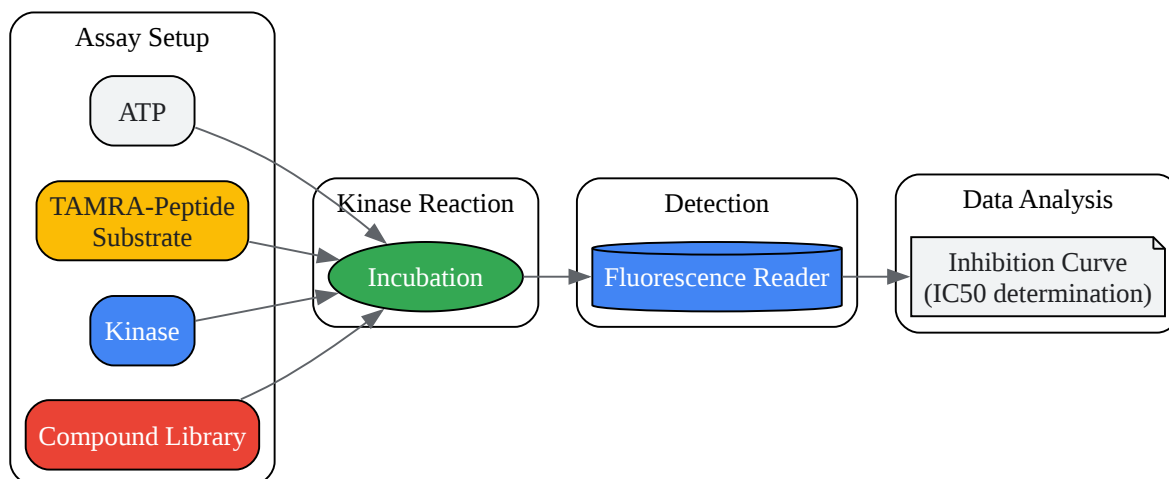 Assay Setup
ATP
TAMRA-Peptide
Substrate
Kinase
Compound Library
Kinase Reaction
Incubation
Detection
Fluorescence Reader
Data Analysis
Inhibition Curve
(IC50 determination)